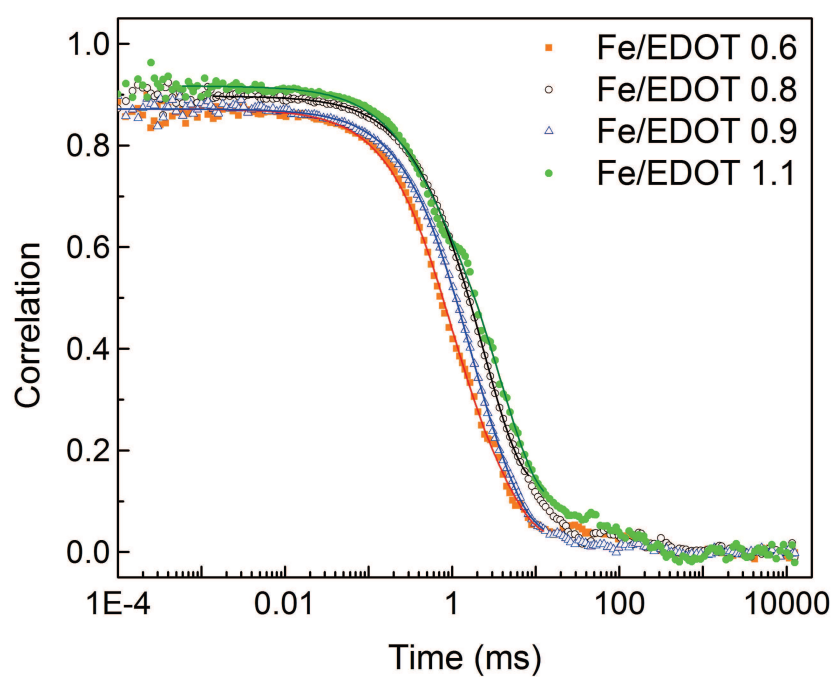 1.0
0.8
0.6
0.4
0.2
0.0
Correlation
Fe/EDOT 0.6
Fe/EDOT 0.8
Fe/EDOT 0.9
Fe/EDOT 1.1
1E-4 0.01 1 100 10000
Time (ms)